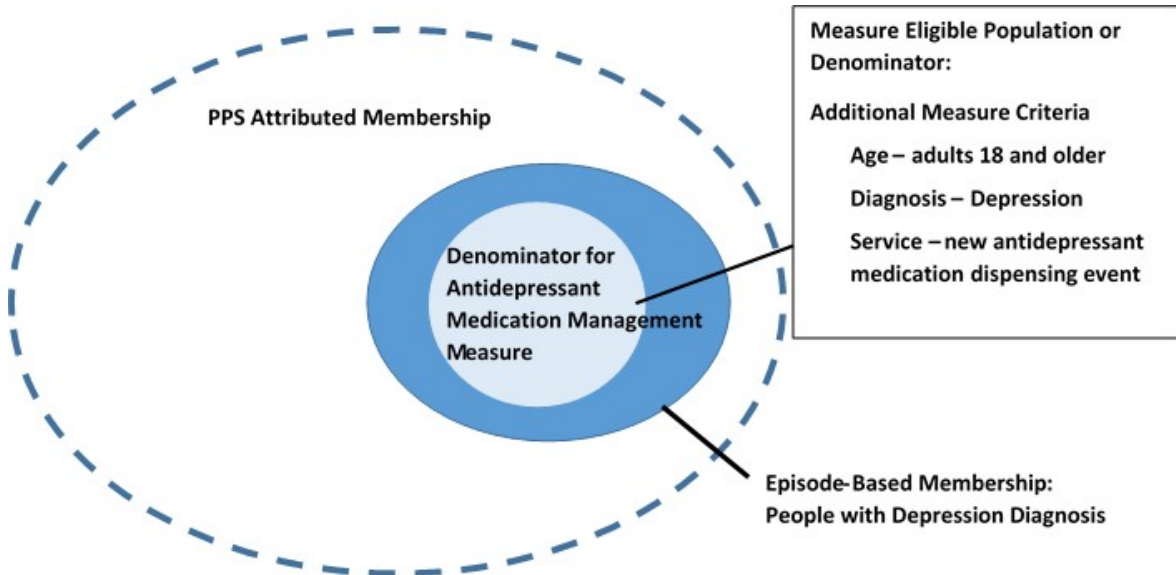 PPS Attributed Membership
Measure Eligible Population or
Denominator:
Additional Measure Criteria
Age – adults 18 and older
Diagnosis – Depression
Service – new antidepressant
medication dispensing event
Denominator for
Antidepressant
Medication Management
Measure
Episode-Based Membership:
People with Depression Diagnosis